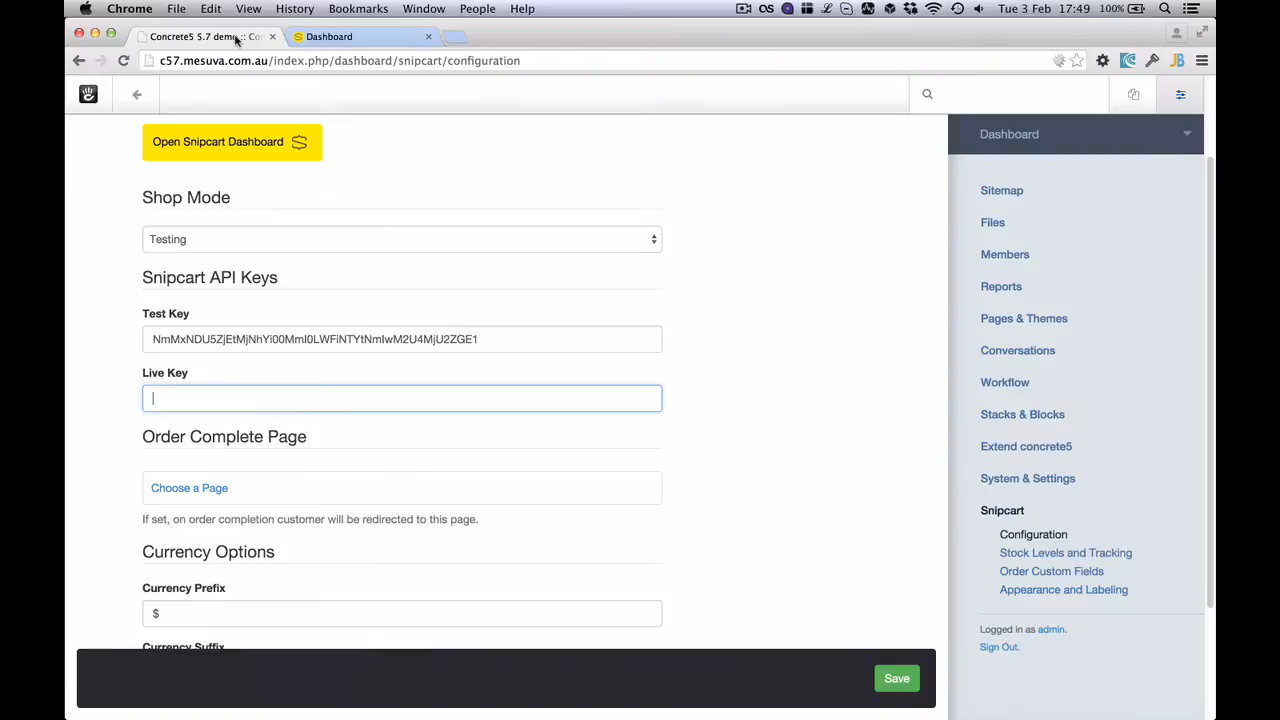 Chrome File Edit View History Bookmarks Window People Help
Tue 3 Feb 17:49 100%
Concrete5 5.7 demo :: Co
Dashboard
c57.mesuva.com.au/index.php/dashboard/snipcart/configuration
Open Snipcart Dashboard
Shop Mode
Testing
Snipcart API Keys
Test Key
NmMxNDU5ZjEtMjNhYi00MmI0LWFiNTYtNmIwM2U4MjU2ZGE1
Live Key
Order Complete Page
Choose a Page
If set, on order completion customer will be redirected to this page.
Currency Options
Currency Prefix
$
Currency Suffix
Save
Dashboard
Sitemap
Files
Members
Reports
Pages & Themes
Conversations
Workflow
Stacks & Blocks
Extend concrete5
System & Settings
Snipcart
Configuration
Stock Levels and Tracking
Order Custom Fields
Appearance and Labeling
Logged in as admin.
Sign Out.